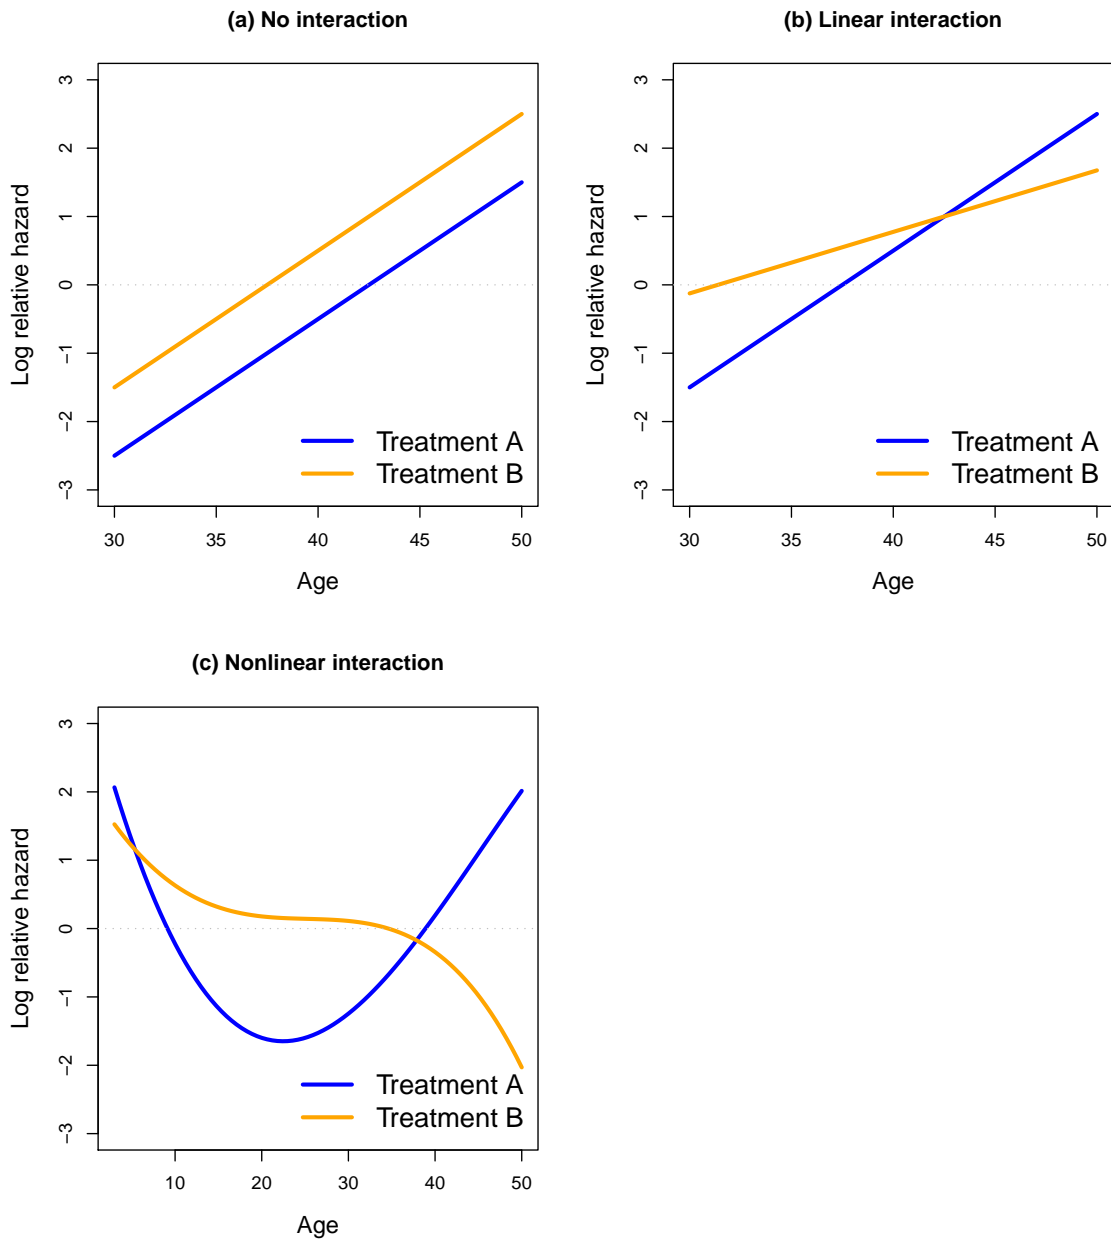 (a) No interaction
3
2
1
0
−1
−2
−3
Log relative hazard
Treatment A
Treatment B
30 35 40 45 50
Age
(b) Linear interaction
3
2
1
0
−1
−2
−3
Log relative hazard
Treatment A
Treatment B
30 35 40 45 50
Age
(c) Nonlinear interaction
3
2
1
0
−1
−2
−3
Log relative hazard
Treatment A
Treatment B
10 20 30 40 50
Age